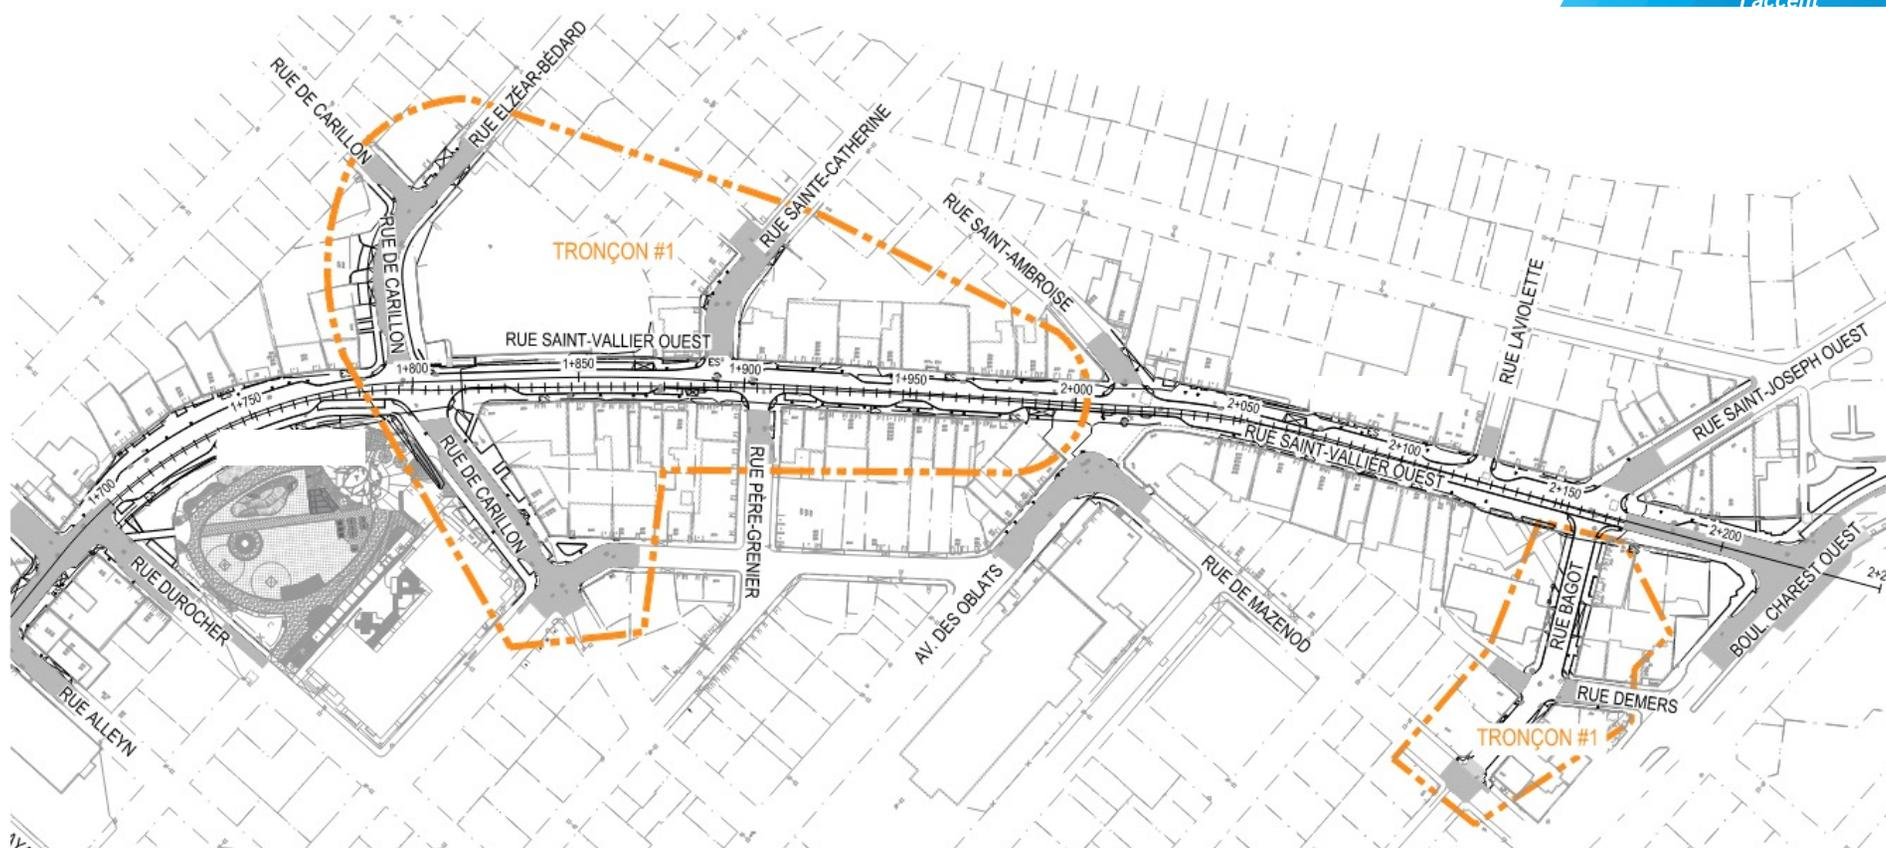 l'accent
RUE DE CARILLON
RUE ELZÉAR-BÉDARD
RUE SAINTE-CATHERINE
RUE SAINT-AMBROISE
TRONÇON #1
RUE DE CARILLON
RUE LAVIOLETTE
RUE SAINT-JOSEPH OUEST
RUE SAINT-VALLIER OUEST
1+700
1+750
1+800
1+850
1+900
1+950
2+000
2+050
2+100
2+150
2+200
RUE SAINT-VALLIER OUEST
RUE DE CARILLON
RUE PÈRE-GRENIER
RUE DUROCHER
AV. DES OBLATS
RUE DE MAZENOD
RUE BAGOT
BOUL. CHAREST OUEST
RUE ALLEYN
RUE DEMERS
TRONÇON #1